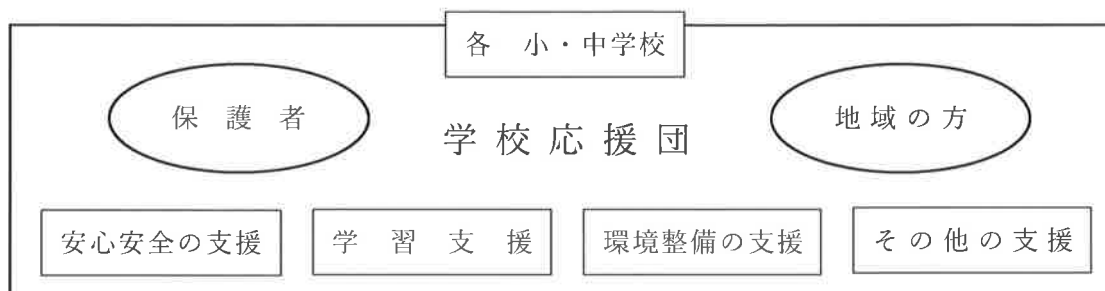 各 小・中学校
保護者
学校応援団
地域の方
安心安全の支援
学習支援
環境整備の支援
その他の支援